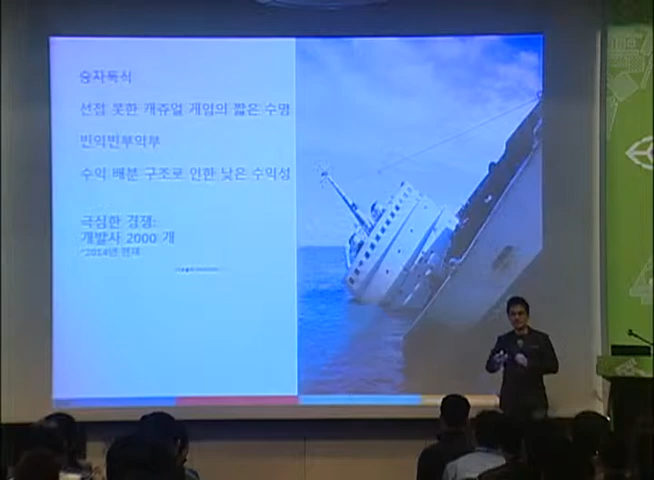 승자독식
선점 못한 캐쥬얼 게임의 짧은 수명
빈익빈부익부
수익 배분 구조로 인한 낮은 수익성
극심한 경쟁:
개발사 2000 개
*2014년 현재